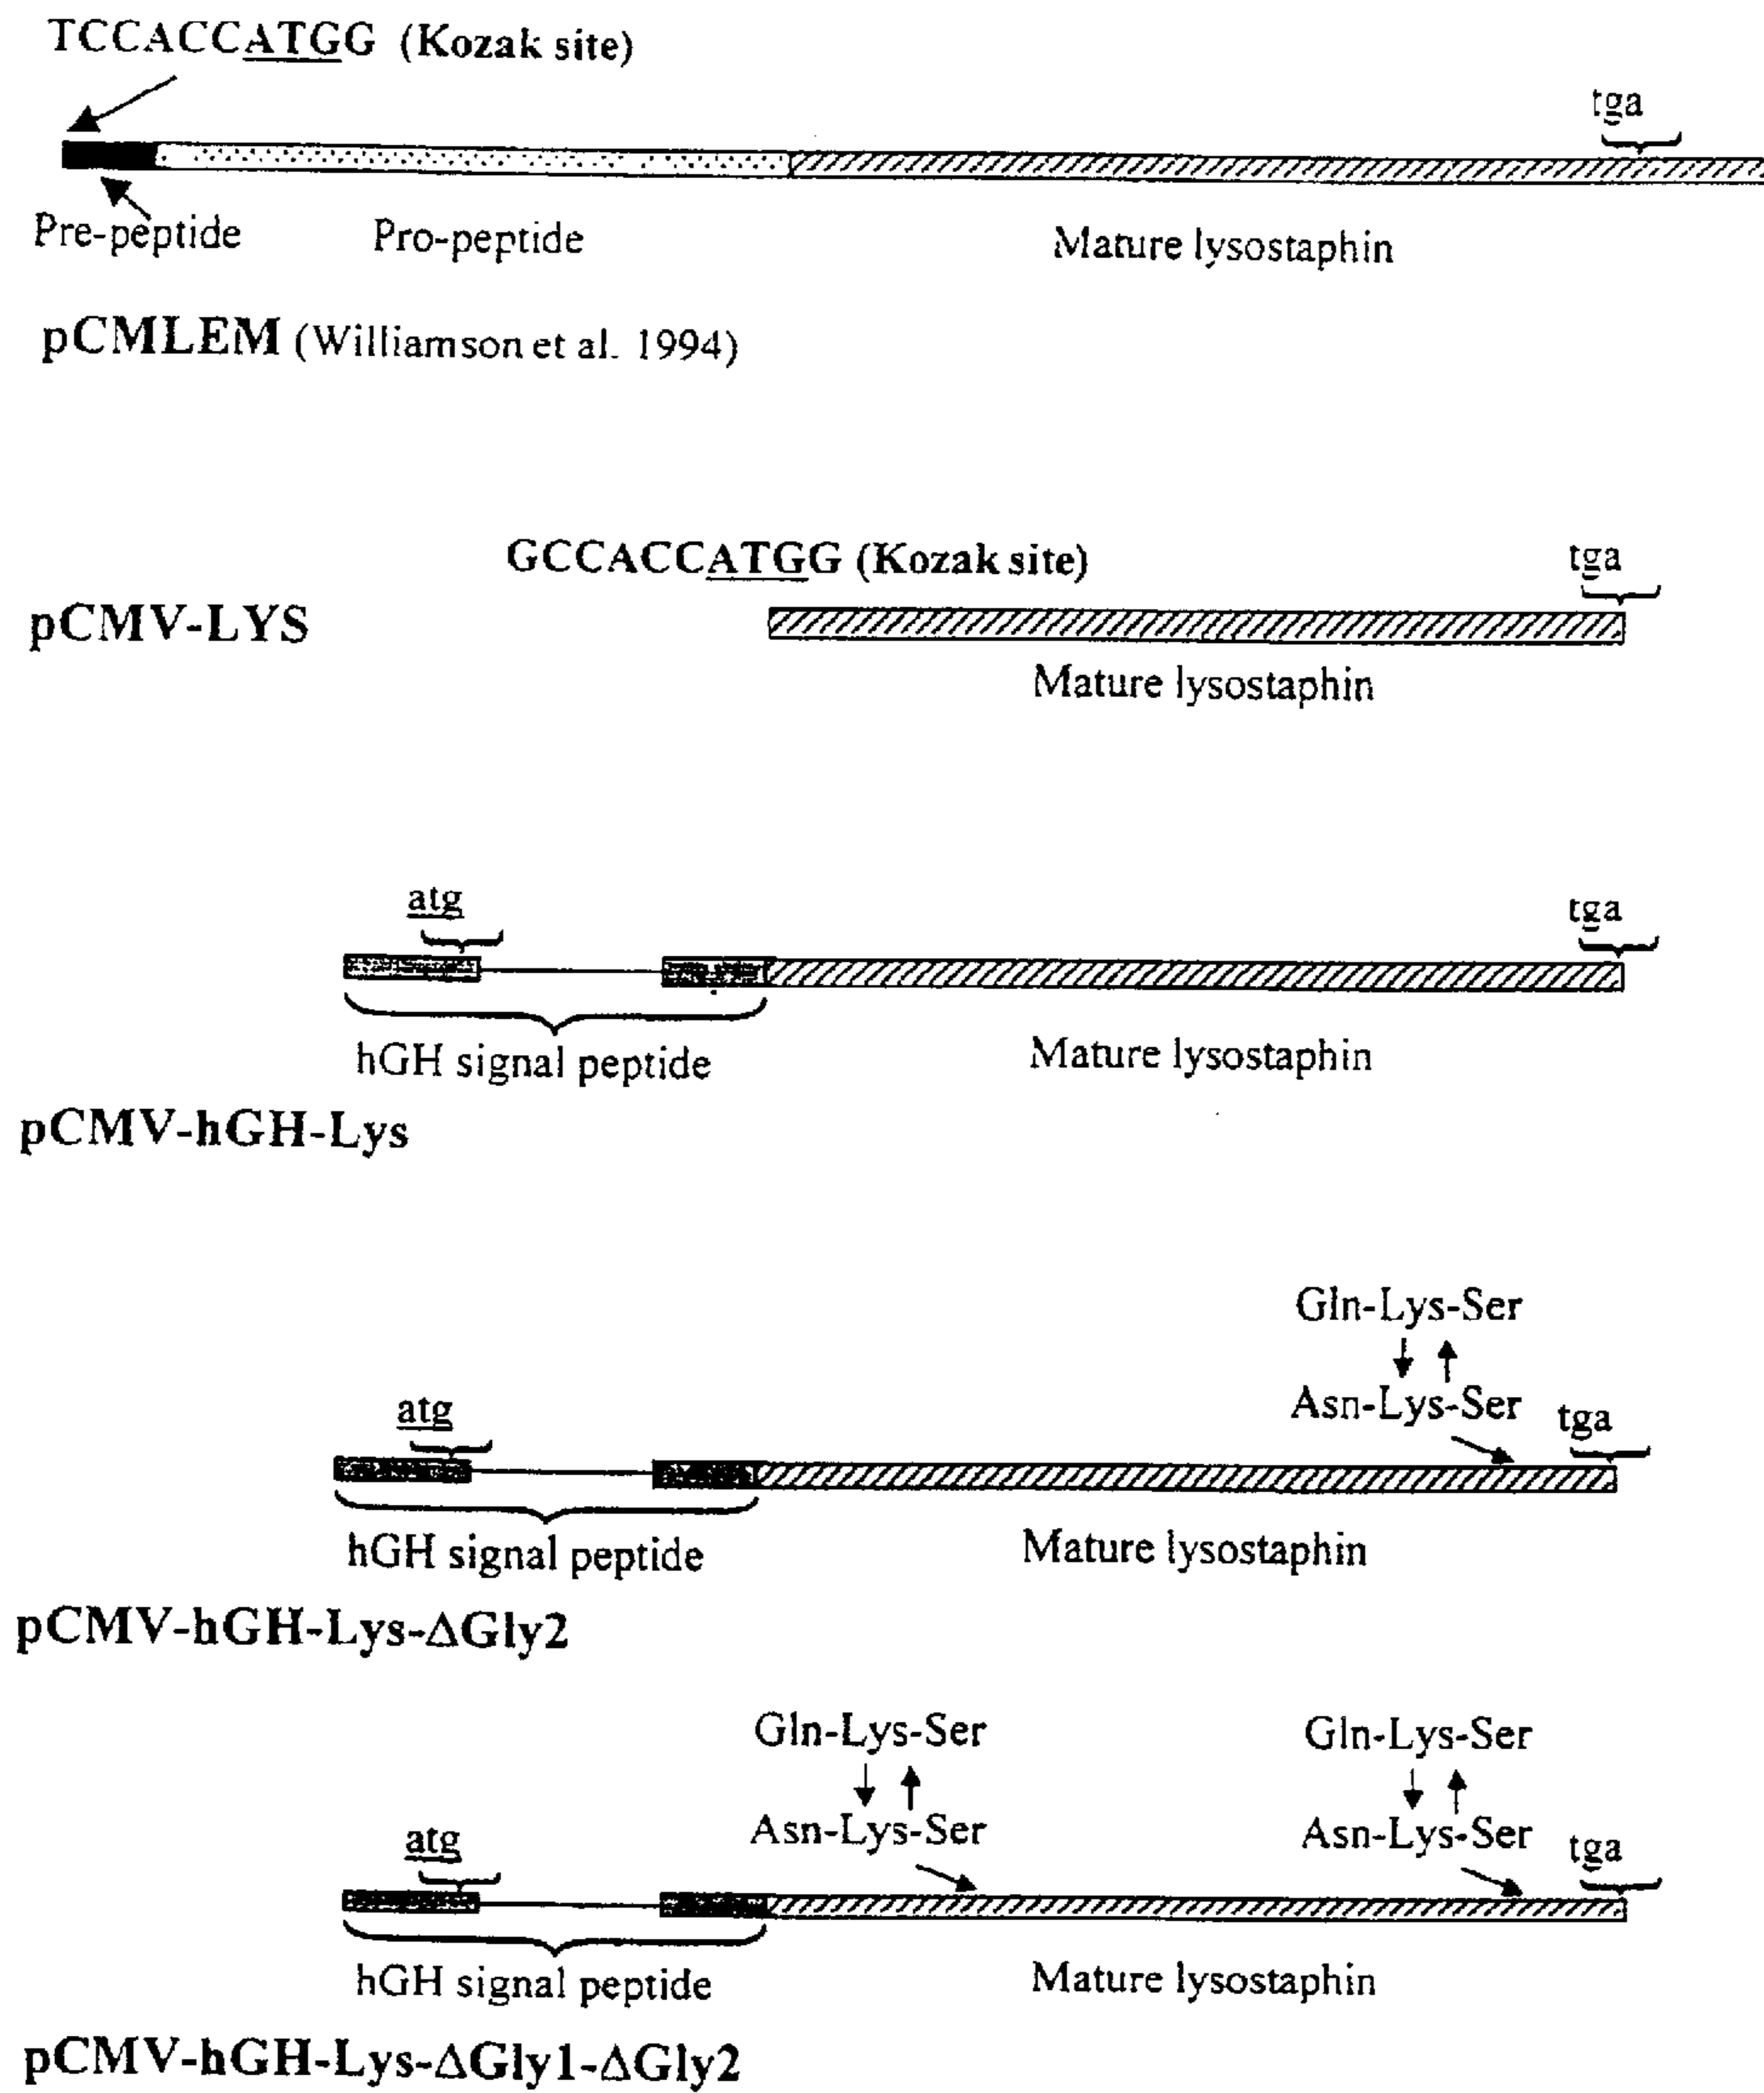 TCCACCATGG (Kozak site)
tga
Pre-peptide
Pro-peptide
Mature lysostaphin
pCMLEM (Williamson et al. 1994)
GCCACCATGG (Kozak site)
tga
pCMV-LYS
Mature lysostaphin
atg
tga
hGH signal peptide
Mature lysostaphin
pCMV-hGH-Lys
Gln-Lys-Ser
Asn-Lys-Ser
atg
tga
hGH signal peptide
Mature lysostaphin
pCMV-hGH-Lys-ΔGly2
Gln-Lys-Ser
Gln-Lys-Ser
Asn-Lys-Ser
Asn-Lys-Ser
atg
tga
hGH signal peptide
Mature lysostaphin
pCMV-hGH-Lys-ΔGly1-ΔGly2